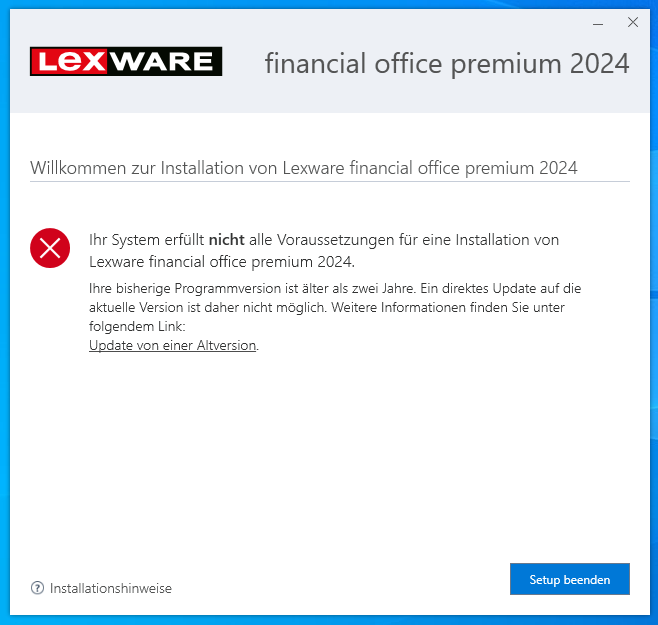 LEXWARE
financial office premium 2024
Willkommen zur Installation von Lexware financial office premium 2024
Ihr System erfüllt nicht alle Voraussetzungen für eine Installation von
Lexware financial office premium 2024.
Ihre bisherige Programmversion ist älter als zwei Jahre. Ein direktes Update auf die
aktuelle Version ist daher nicht möglich. Weitere Informationen finden Sie unter
folgendem Link:
Update von einer Altversion.
? Installationshinweise
Setup beenden